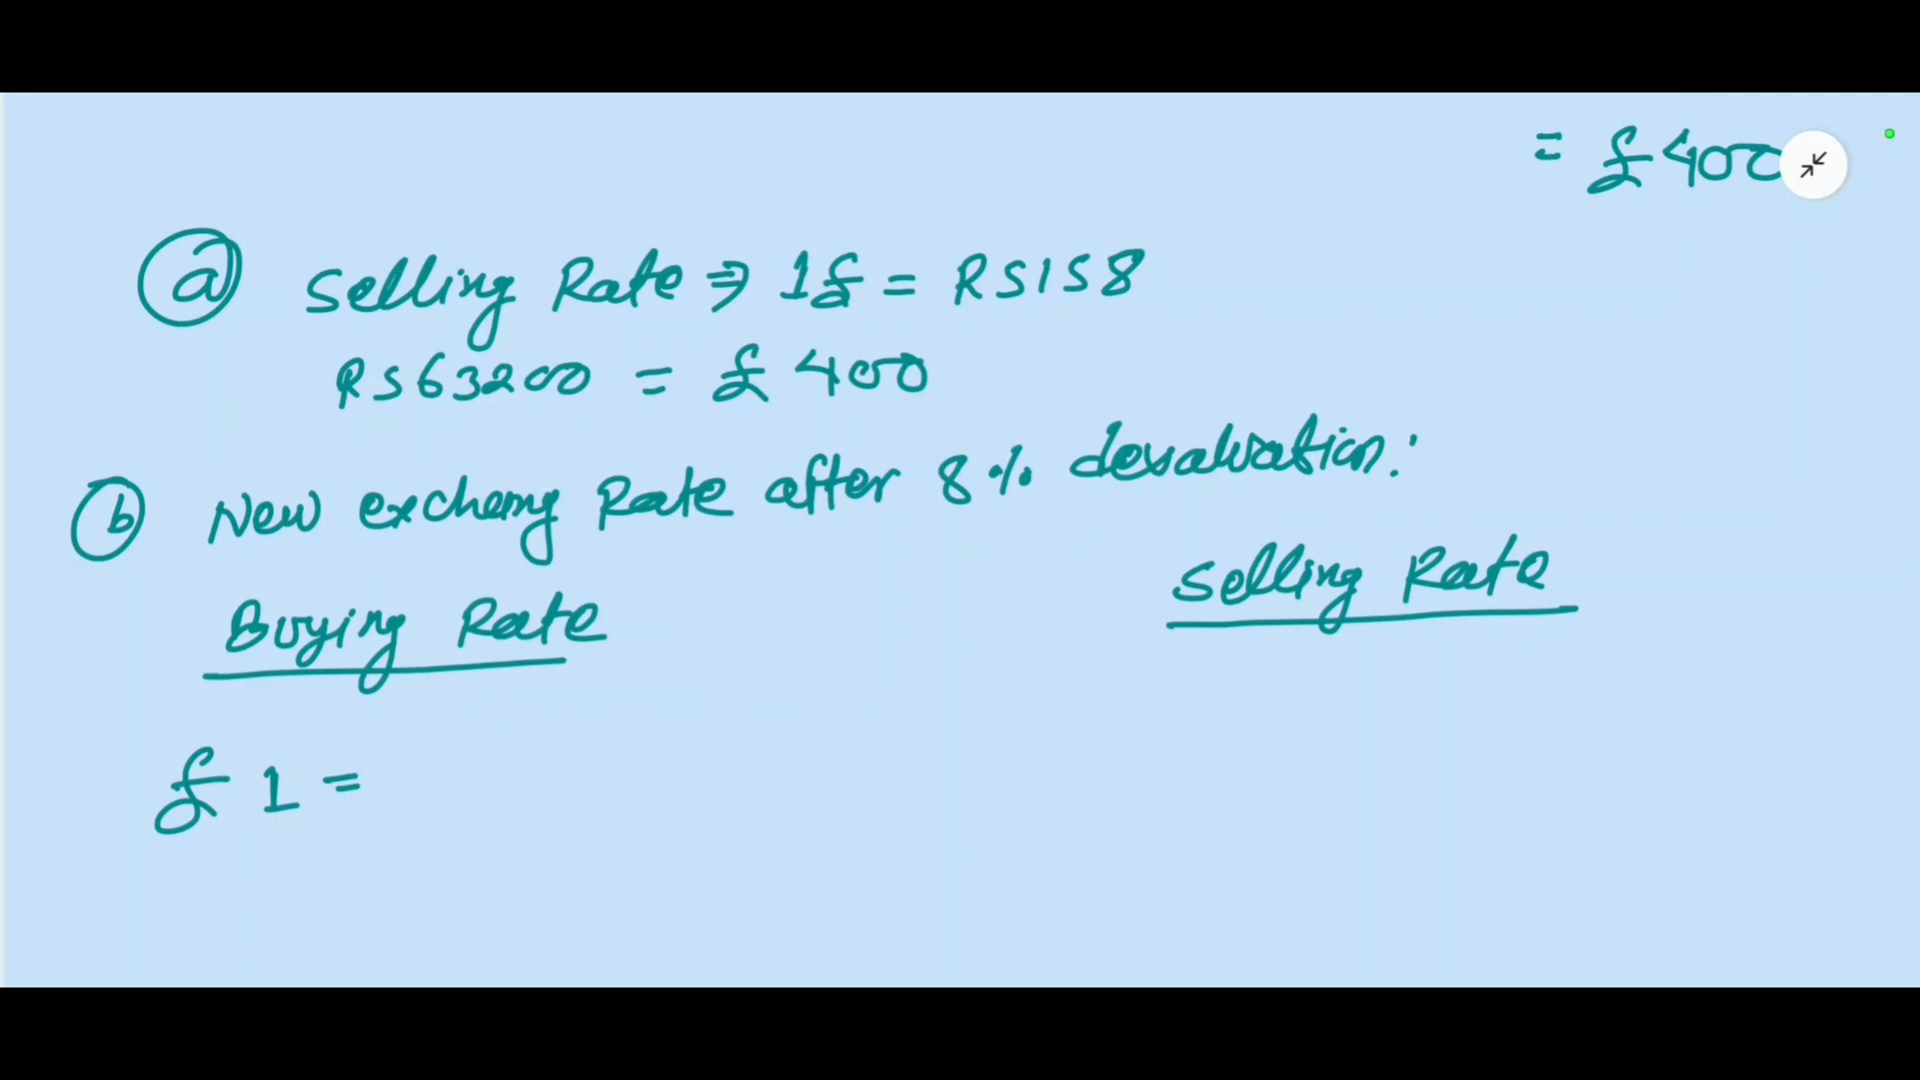 = £400
(a) Selling Rate ⇒ 1£ = RS158
RS63200 = £400
(b) New exchang Rate after 8% devaluation:
Buying Rate
Selling Rate
£ 1 =